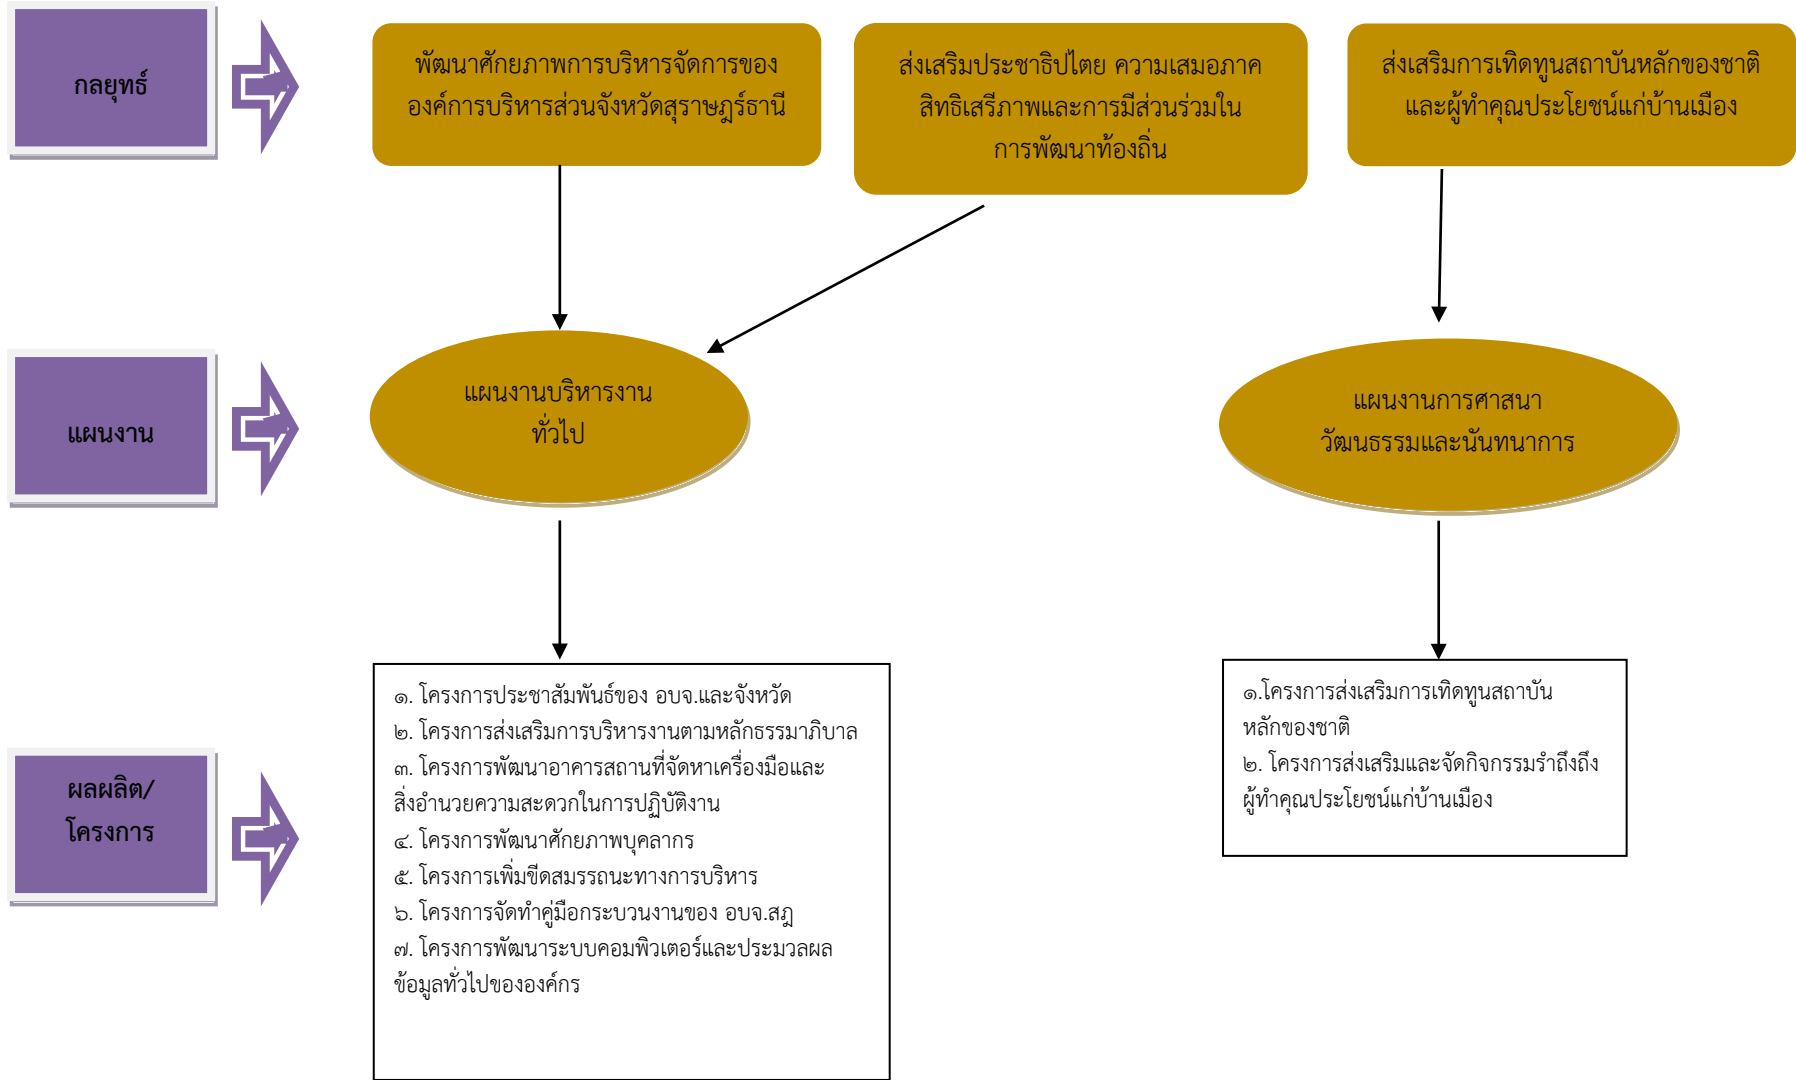 กลยุทธ์
พัฒนาศักยภาพการบริหารจัดการของ
องค์การบริหารส่วนจังหวัดสุราษฎร์ธานี
ส่งเสริมประชาธิปไตย ความเสมอภาค
สิทธิเสรีภาพและการมีส่วนร่วมใน
การพัฒนาท้องถิ่น
ส่งเสริมการเทิดทูนสถาบันหลักของชาติ
และผู้ทำคุณประโยชน์แก่บ้านเมือง
แผนงาน
แผนงานบริหารงาน
ทั่วไป
แผนงานการศาสนา
วัฒนธรรมและนันทนาการ
ผลผลิต/
โครงการ
๑. โครงการประชาสัมพันธ์ของ อบจ.และจังหวัด
๒. โครงการส่งเสริมการบริหารงานตามหลักธรรมาภิบาล
๓. โครงการพัฒนาอาคารสถานที่จัดหาเครื่องมือและ
สิ่งอำนวยความสะดวกในการปฏิบัติงาน
๔. โครงการพัฒนาศักยภาพบุคลากร
๕. โครงการเพิ่มขีดสมรรถนะทางการบริหาร
๖. โครงการจัดทำคู่มือกระบวนงานของ อบจ.สฎ
๗. โครงการพัฒนาระบบคอมพิวเตอร์และประมวลผล
ข้อมูลทั่วไปขององค์กร
๑.โครงการส่งเสริมการเทิดทูนสถาบัน
หลักของชาติ
๒. โครงการส่งเสริมและจัดกิจกรรมรำถึงถึง
ผู้ทำคุณประโยชน์แก่บ้านเมือง